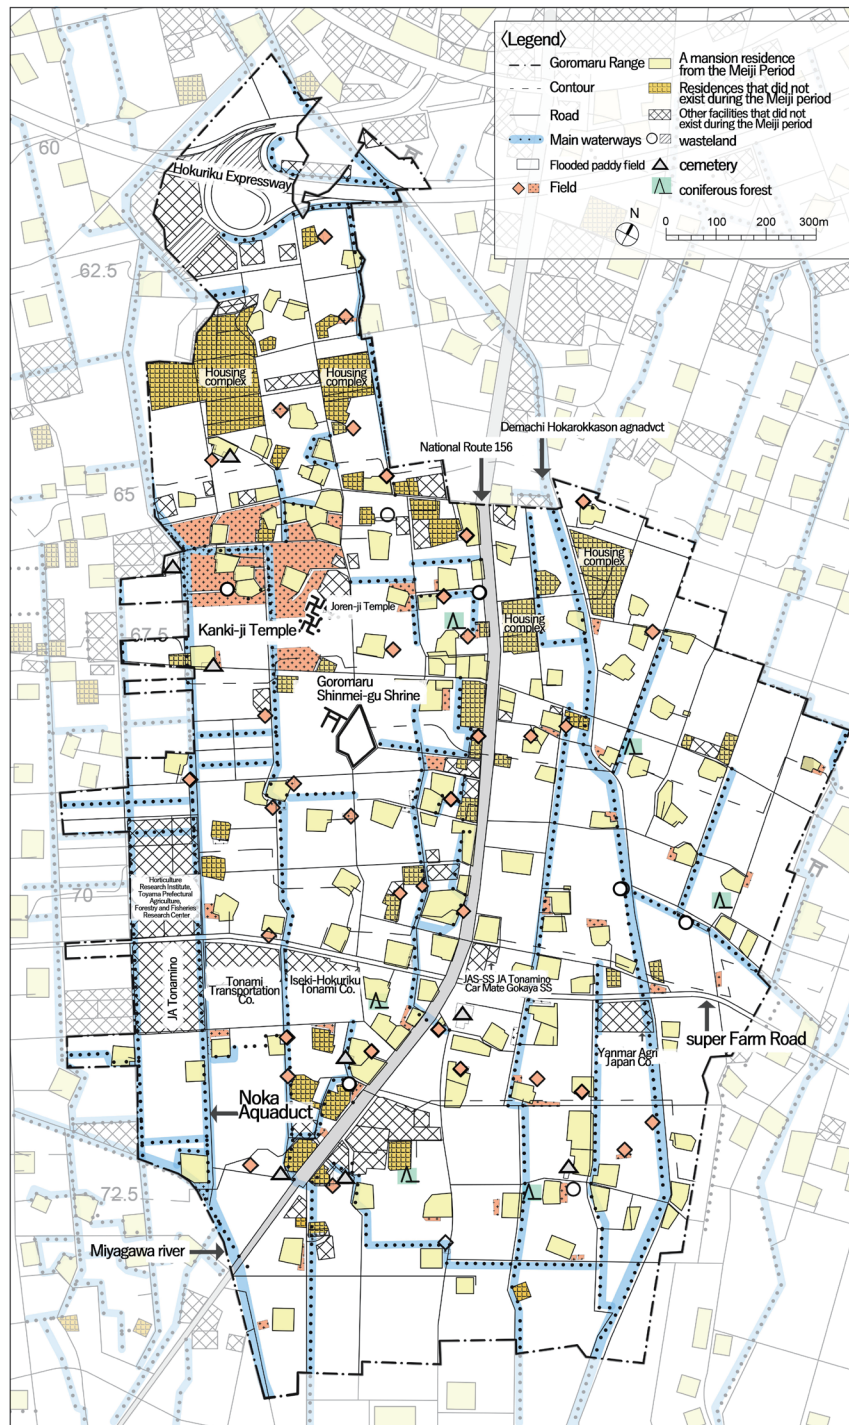 〈Legend〉
Goromaru Range
Contour
Road
Main waterways
Flooded paddy field
Field
A mansion residence
from the Meiji Period
Residences that did not
exist during the Meiji period
Other facilities that did not
exist during the Meiji period
wasteland
cemetery
coniferous forest
N
0 100 200 300m
60
Hokuriku Expressway
62.5
Housing
complex
Housing
complex
Demachi Hokarokkason agnadvct
National Route 156
65
Housing
complex
Joren-ji Temple
Kanki-ji Temple
67.5
Housing
complex
Goromaru
Shinmei-gu Shrine
70
Horticulture
Research Institute,
Toyama Prefectural
Agriculture,
Forestry and Fisheries
Research Center
JA Tonamino
Tonami
Transportation
Co.
Iseki-Hokuriku
Tonami Co.
JAS-SS JA Tonamino
Car Mate Gokaya SS
super Farm Road
Yanmar Agri
Japan Co.
Noka
Aquaduct
72.5
Miyagawa river